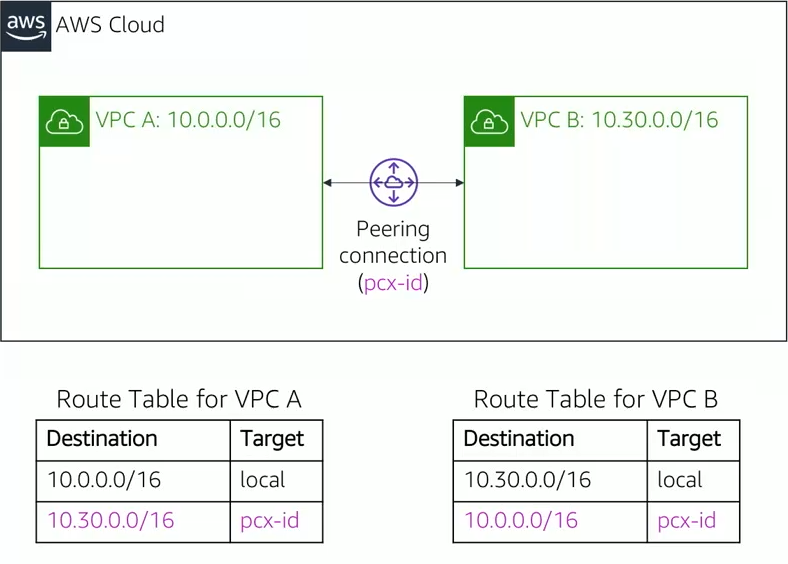 aws
AWS Cloud
VPC A: 10.0.0.0/16
VPC B: 10.30.0.0/16
Peering
connection
(pcx-id)
Route Table for VPC A
Destination Target
10.0.0.0/16 local
10.30.0.0/16 pcx-id
Route Table for VPC B
Destination Target
10.30.0.0/16 local
10.0.0.0/16 pcx-id